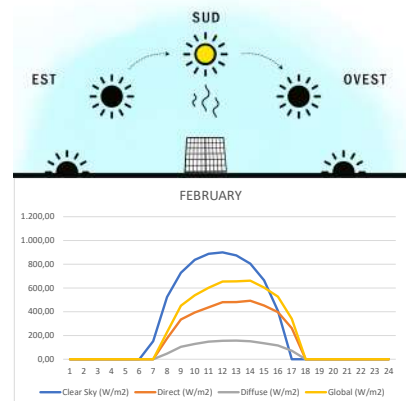 SUD
EST
OVEST
FEBRUARY
1.200,00
1.000,00
800,00
600,00
400,00
200,00
0,00
1 2 3 4 5 6 7 8 9 10 11 12 13 14 15 16 17 18 19 20 21 22 23 24
Clear Sky (W/m2) Direct (W/m2) Diffuse (W/m2) Global (W/m2)